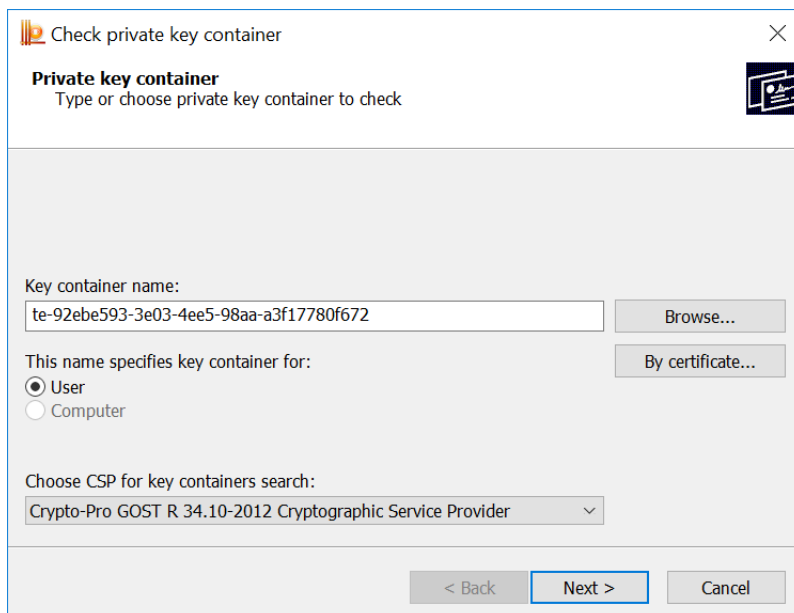 Check private key container
Private key container
Type or choose private key container to check
Key container name:
te-92ebe593-3e03-4ee5-98aa-a3f17780f672
Browse...
This name specifies key container for:
By certificate...
User
Computer
Choose CSP for key containers search:
Crypto-Pro GOST R 34.10-2012 Cryptographic Service Provider
< Back
Next >
Cancel